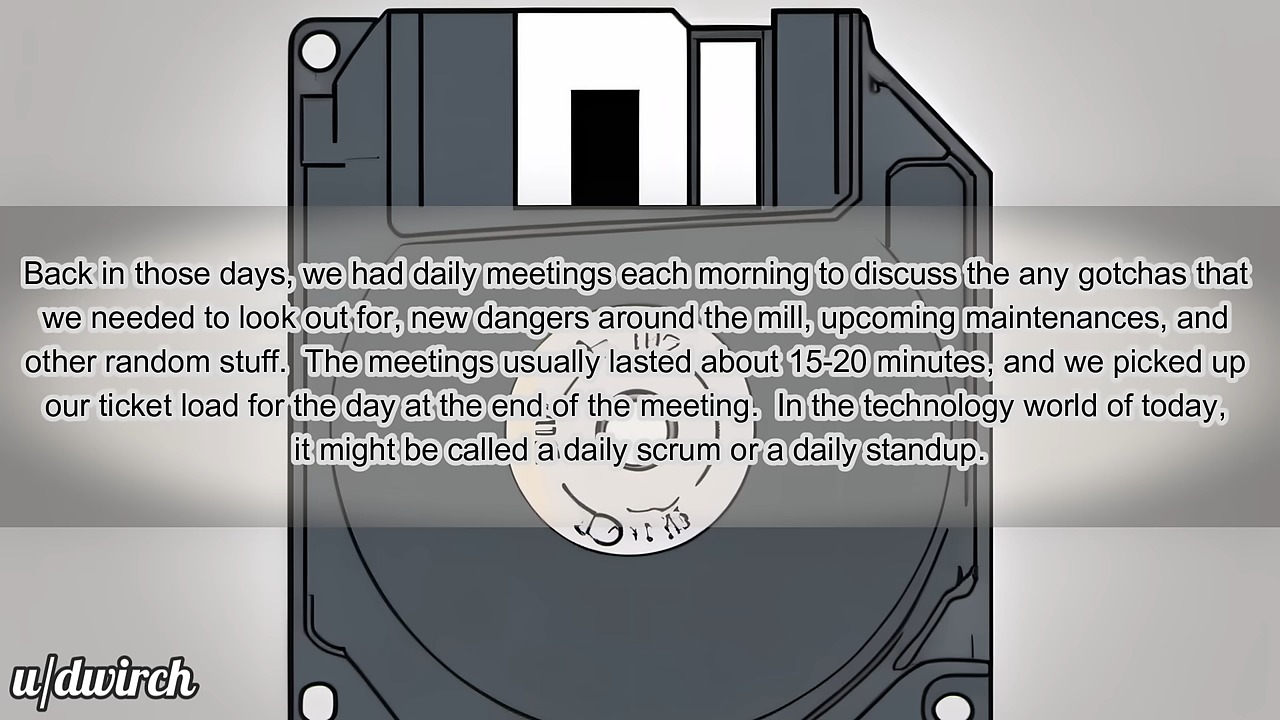 Back in those days, we had daily meetings each morning to discuss the any gotchas that
we needed to look out for, new dangers around the mill, upcoming maintenances, and
other random stuff.  The meetings usually lasted about 15-20 minutes, and we picked up
our ticket load for the day at the end of the meeting.  In the technology world of today,
it might be called a daily scrum or a daily standup.
u/dwirch